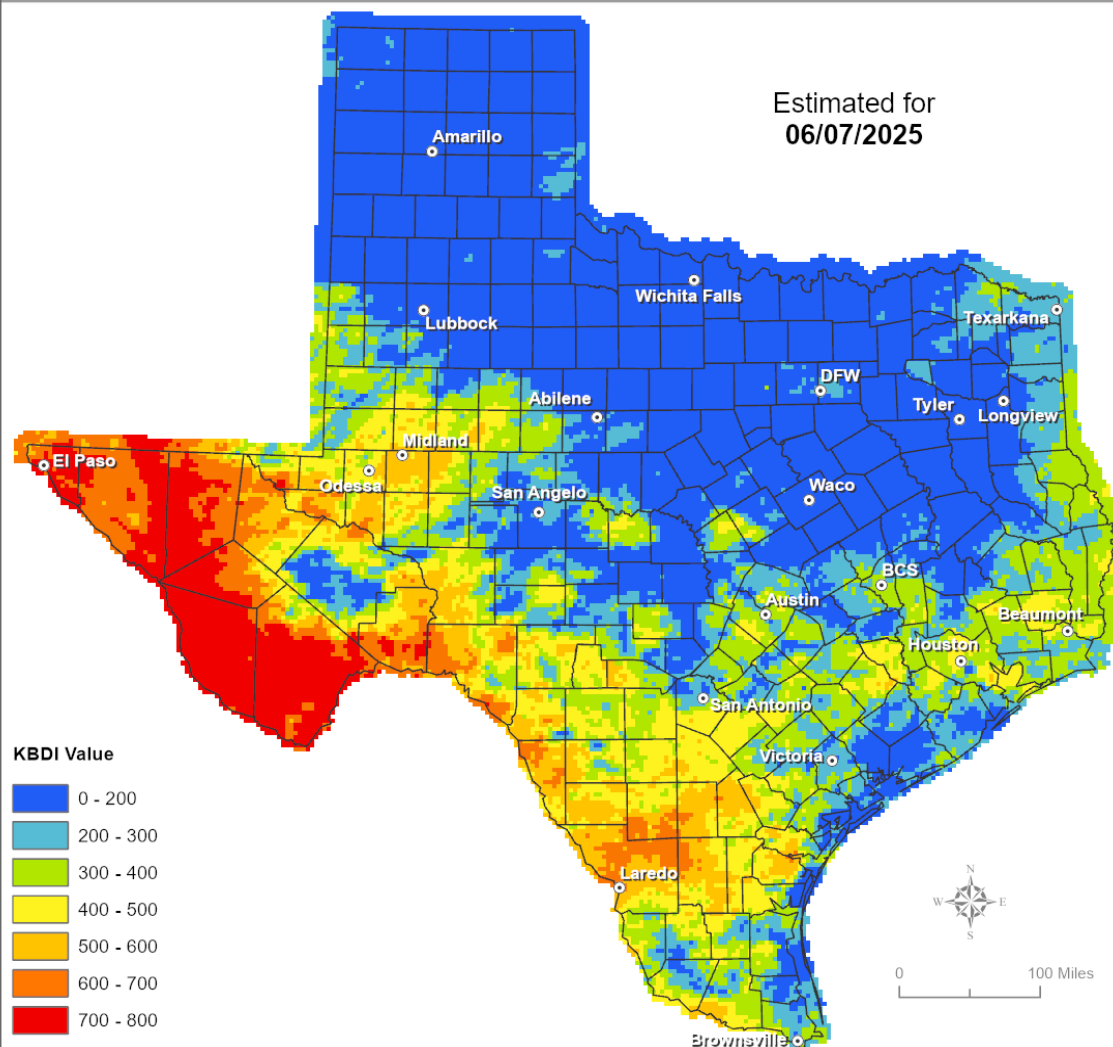 Estimated for
06/07/2025
Amarillo
Wichita Falls
Lubbock
Texarkana
DFW
Abilene
Tyler
Longview
Midland
El Paso
Odessa
San Angelo
Waco
BCS
Austin
Beaumont
Houston
San Antonio
Victoria
KBDI Value
0 - 200
200 - 300
300 - 400
400 - 500
500 - 600
600 - 700
700 - 800
Laredo
N
W
E
S
0
100 Miles
Brownsville